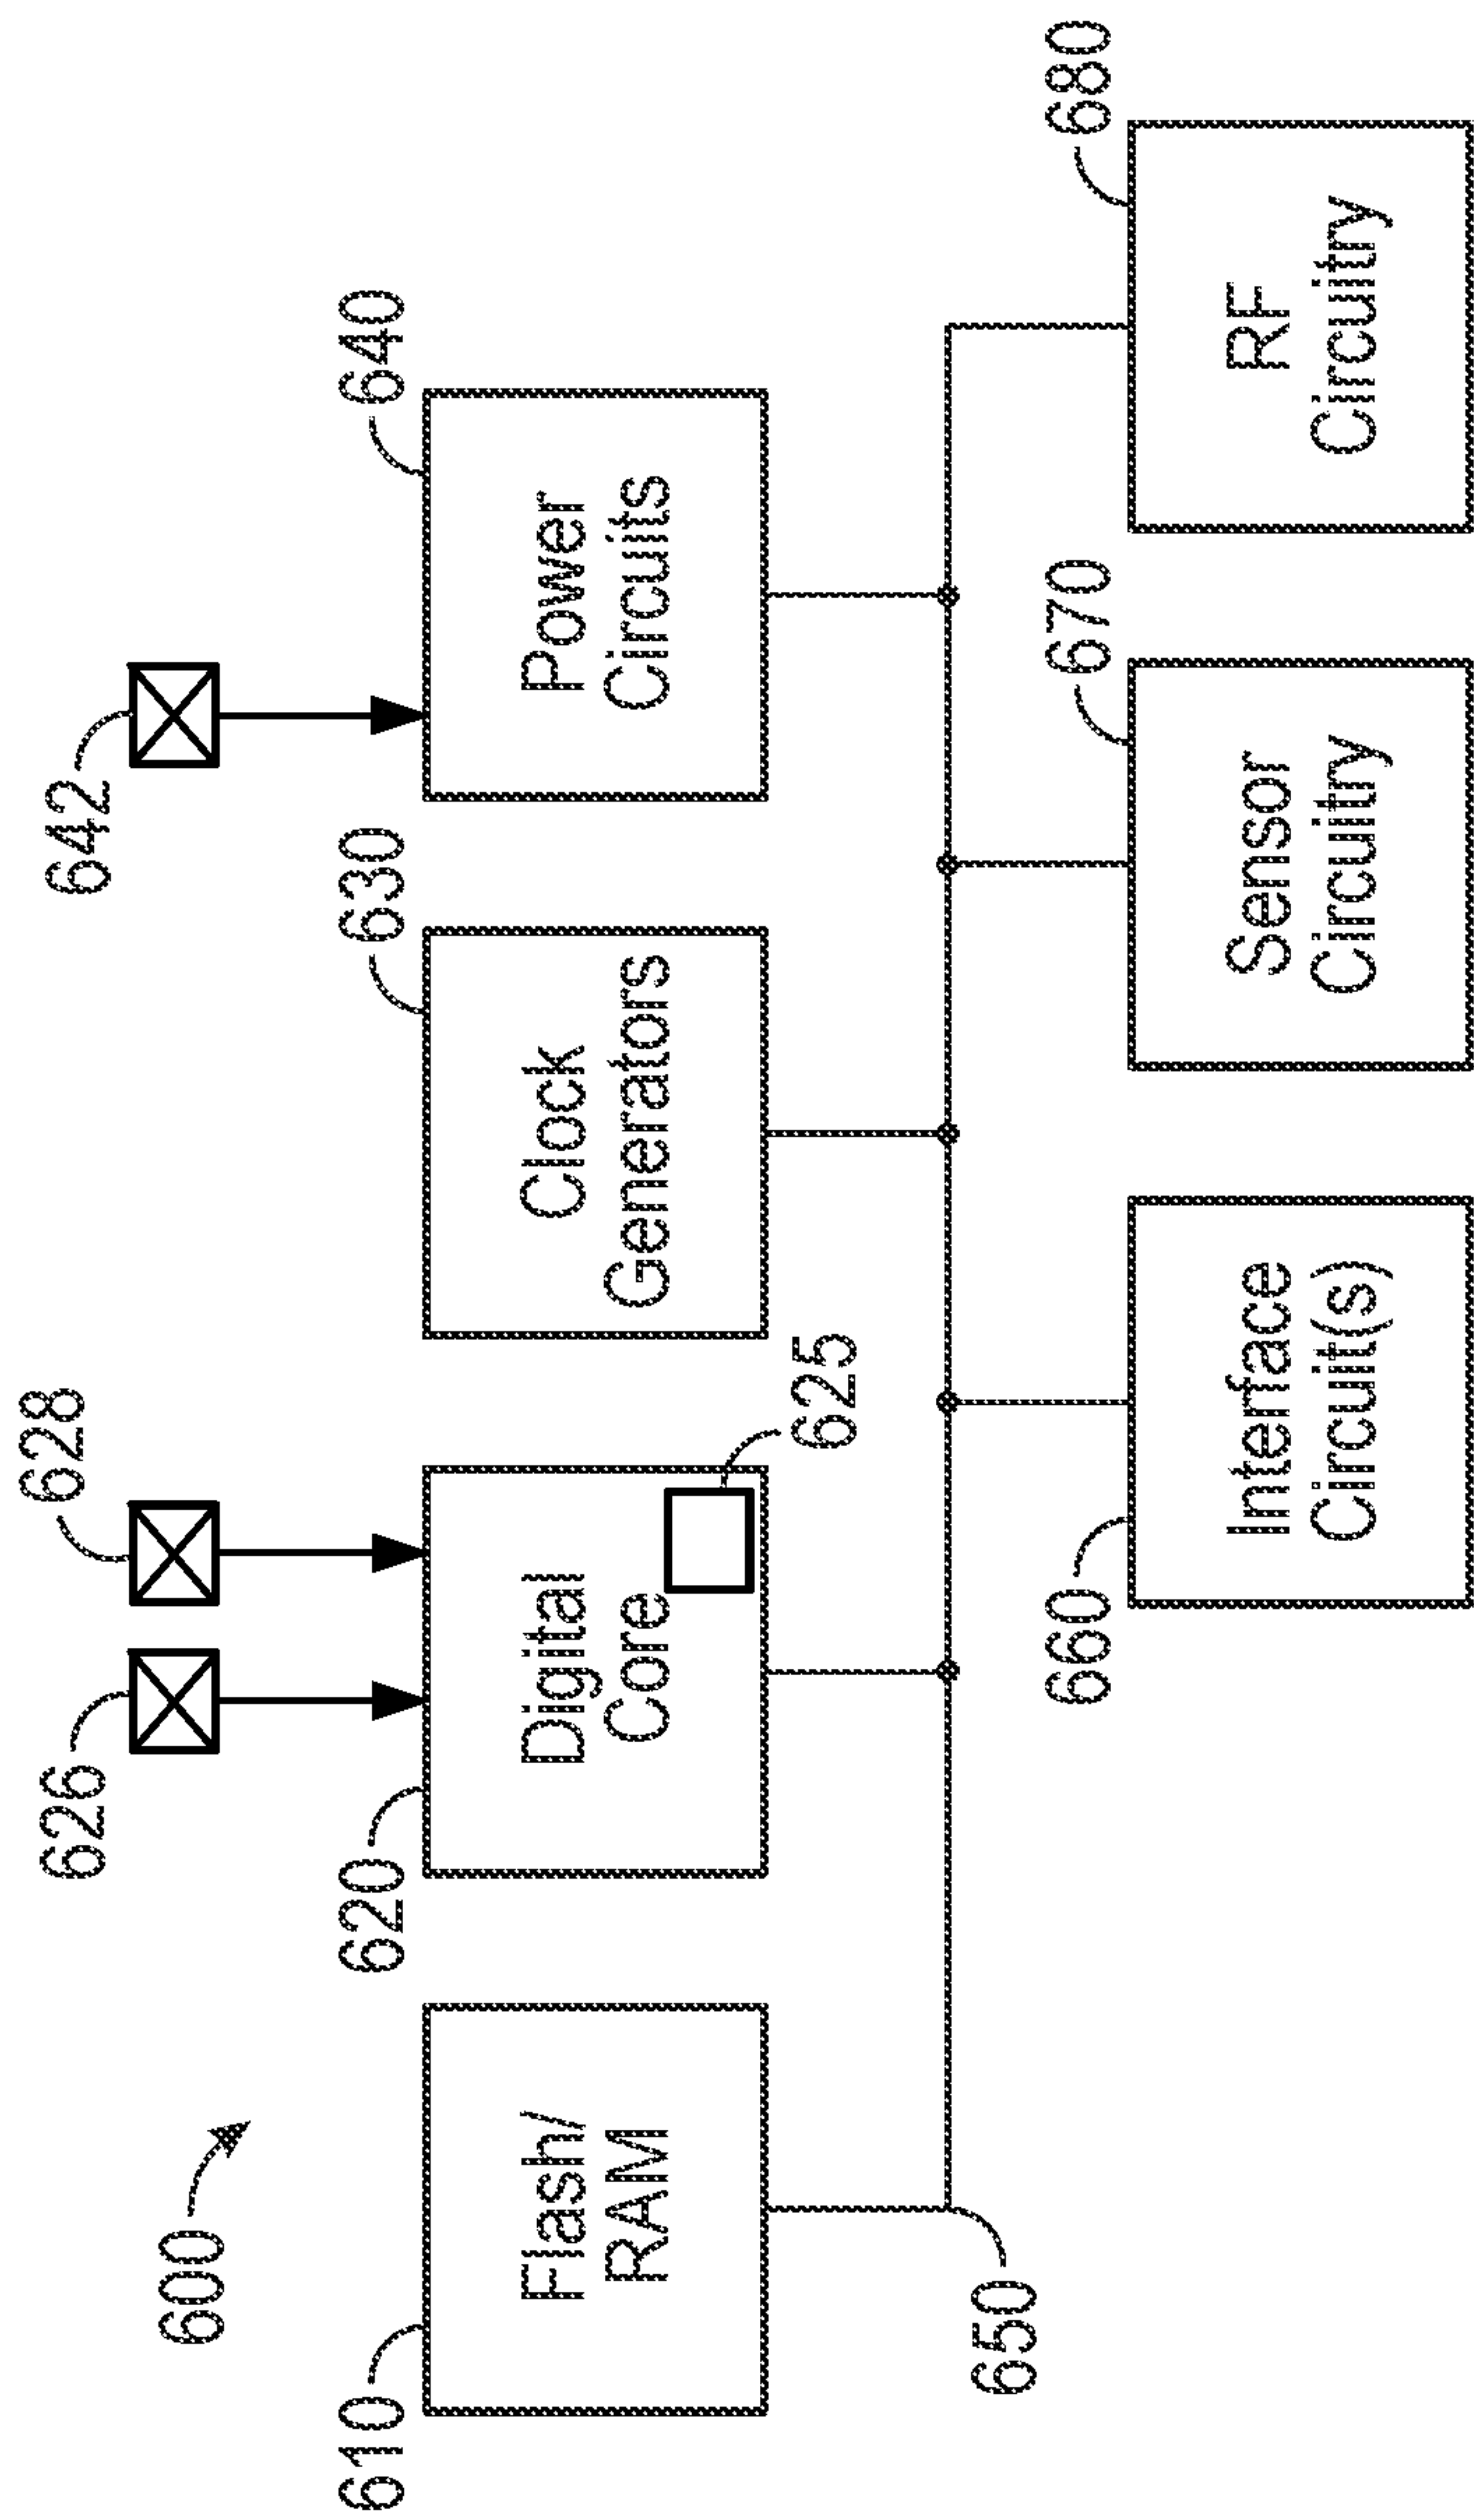 600
642
626
628
610
620
630
640
Flash/
RAM
Digital
Core
Clock
Generators
Power
Circuits
625
650
660
670
680
Interface
Circuit(s)
Sensor
Circuitry
RF
Circuitry